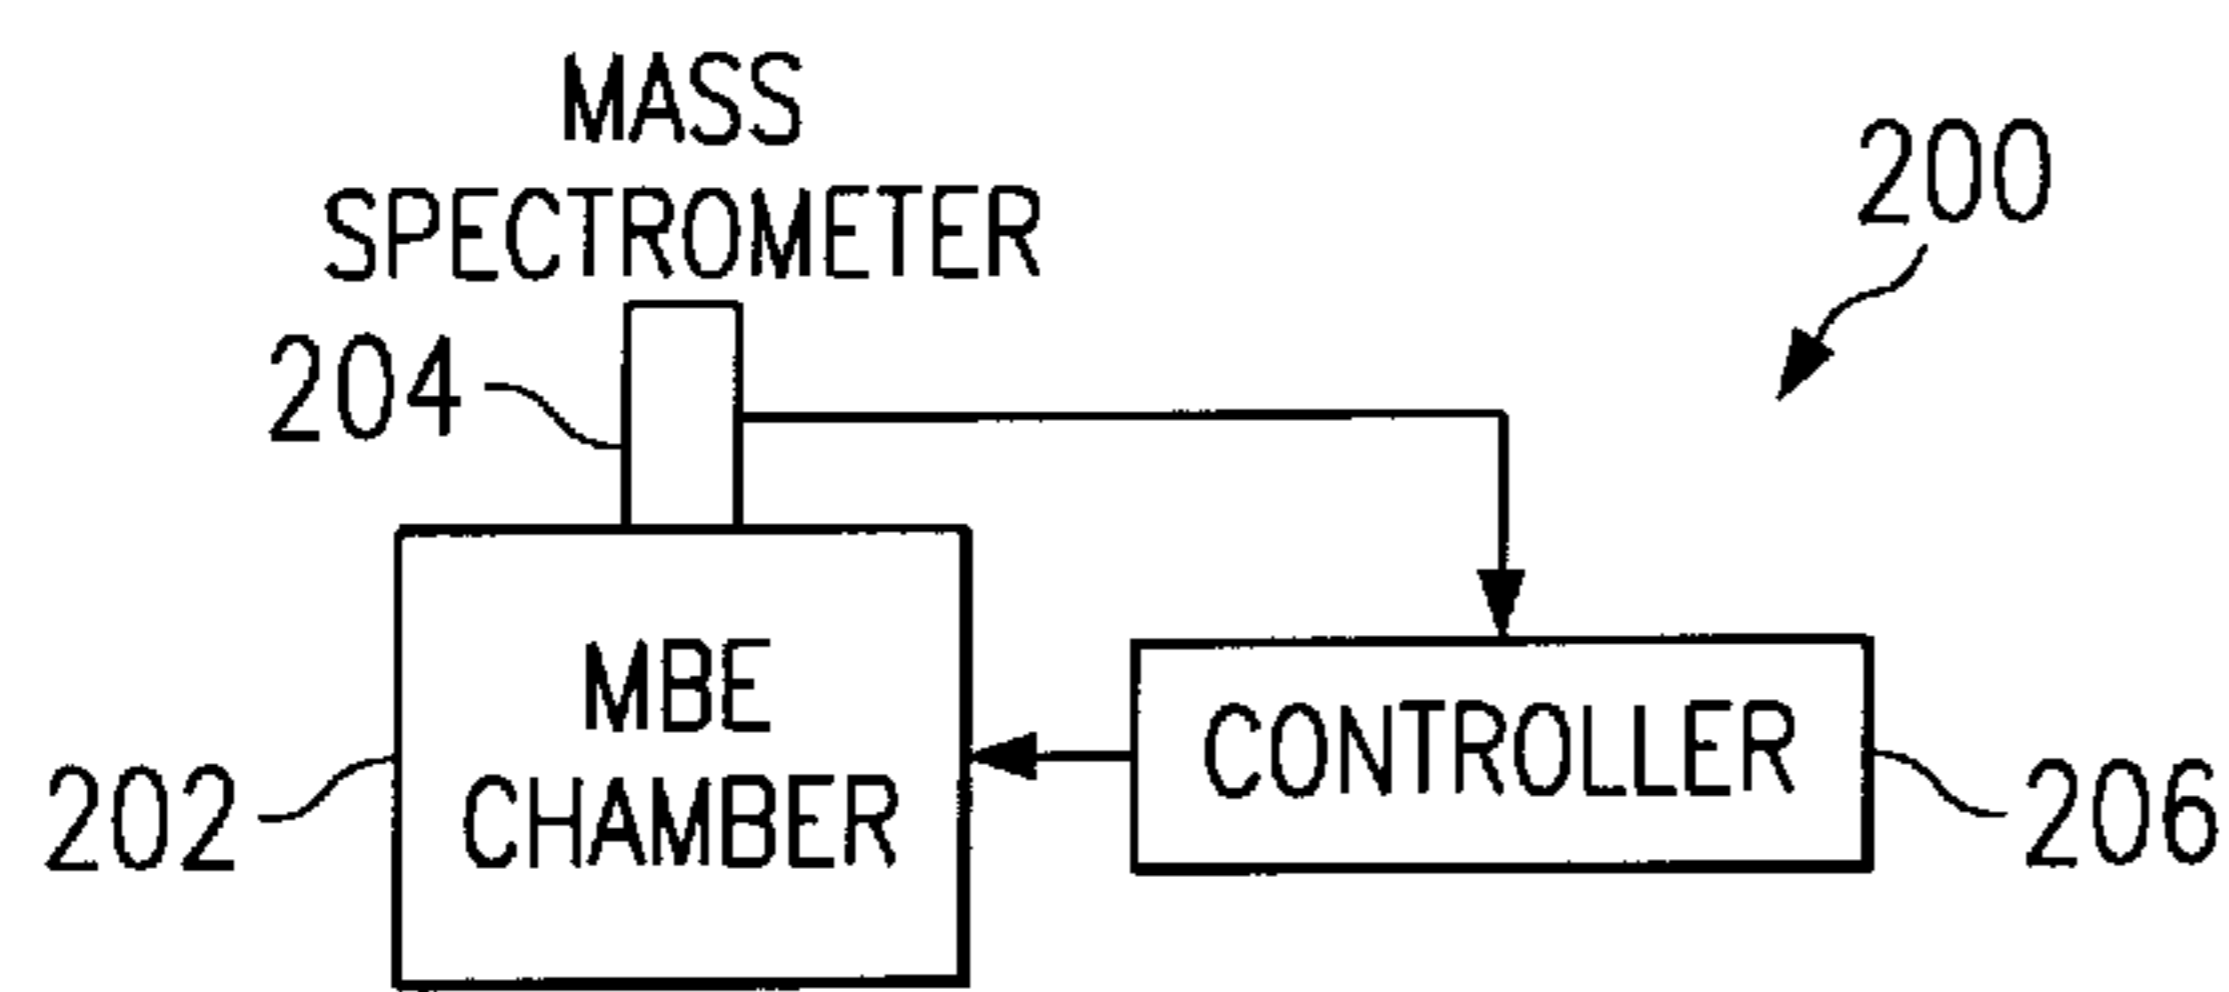 MASS
SPECTROMETER
200
204
MBE
CHAMBER
CONTROLLER
202
206